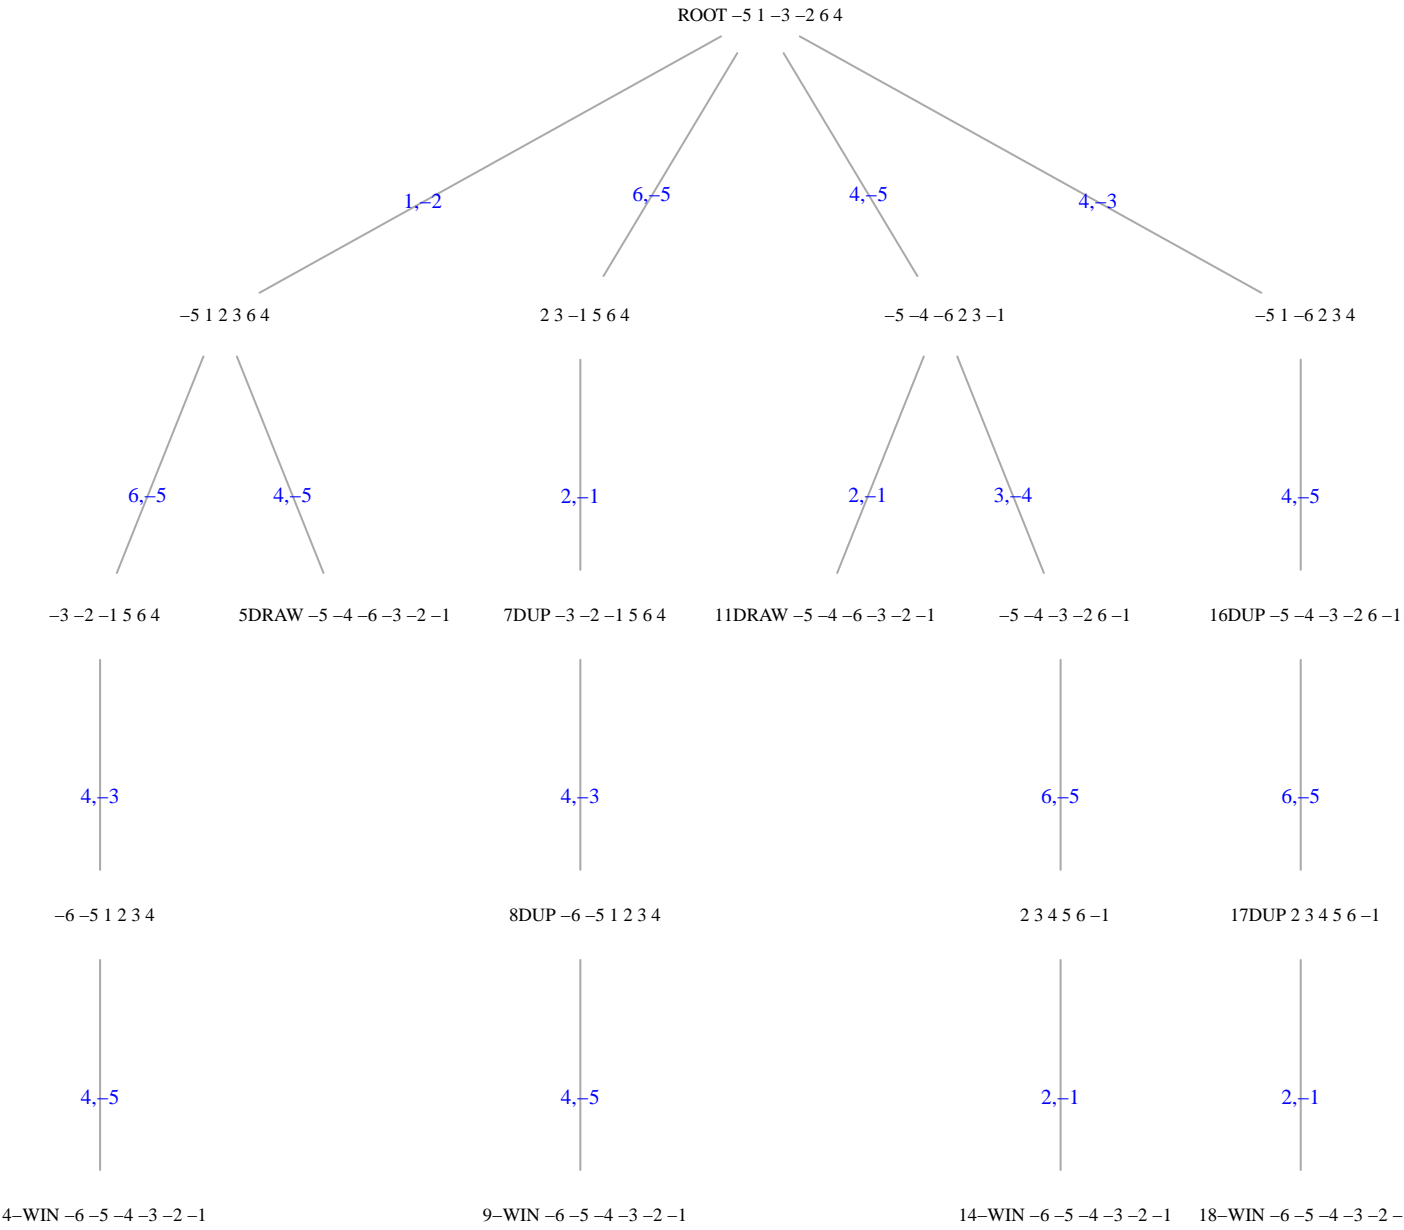 ROOT –5 1 –3 –2 6 4
1,–2
6,–5
4,–5
4,–3
–5 1 2 3 6 4
2 3 –1 5 6 4
–5 –4 –6 2 3 –1
–5 1 –6 2 3 4
6,–5
4,–5
2,–1
2,–1
3,–4
4,–5
–3 –2 –1 5 6 4
5DRAW –5 –4 –6 –3 –2 –1
7DUP –3 –2 –1 5 6 4
11DRAW –5 –4 –6 –3 –2 –1
–5 –4 –3 –2 6 –1
16DUP –5 –4 –3 –2 6 –1
4,–3
4,–3
6,–5
6,–5
–6 –5 1 2 3 4
8DUP –6 –5 1 2 3 4
2 3 4 5 6 –1
17DUP 2 3 4 5 6 –1
4,–5
4,–5
2,–1
2,–1
4–WIN –6 –5 –4 –3 –2 –1
9–WIN –6 –5 –4 –3 –2 –1
14–WIN –6 –5 –4 –3 –2 –1
18–WIN –6 –5 –4 –3 –2 –